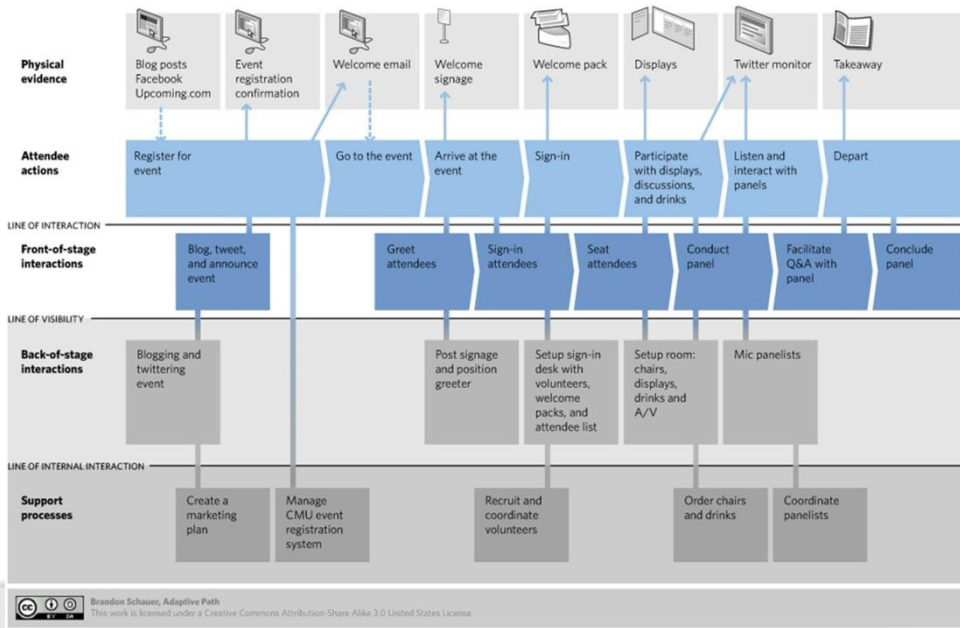 Physical
evidence
Blog posts
Facebook
Upcoming.com
Event
registration
confirmation
Welcome email
Welcome
signage
Welcome pack
Displays
Twitter monitor
Takeaway
Attendee
actions
Register for
event
Go to the event
Arrive at the
event
Sign-in
Participate
with displays,
discussions,
and drinks
Listen and
interact with
panels
Depart
LINE OF INTERACTION
Front-of-stage
interactions
Blog, tweet,
and announce
event
Greet
attendees
Sign-in
attendees
Seat
attendees
Conduct
panel
Facilitate
Q&A with
panel
Conclude
panel
LINE OF VISIBILITY
Back-of-stage
interactions
Blogging and
twittering
event
Post signage
and position
greeter
Setup sign-in
desk with
volunteers,
welcome
packs, and
attendee list
Setup room:
chairs,
displays,
drinks and
A/V
Mic panelists
LINE OF INTERNAL INTERACTION
Support
processes
Create a
marketing
plan
Manage
CMU event
registration
system
Recruit and
coordinate
volunteers
Order chairs
and drinks
Coordinate
panelists
cc
BY
Brandon Schauer, Adaptive Path
This work is licensed under a Creative Commons Attribution-Share Alike 3.0 United States License